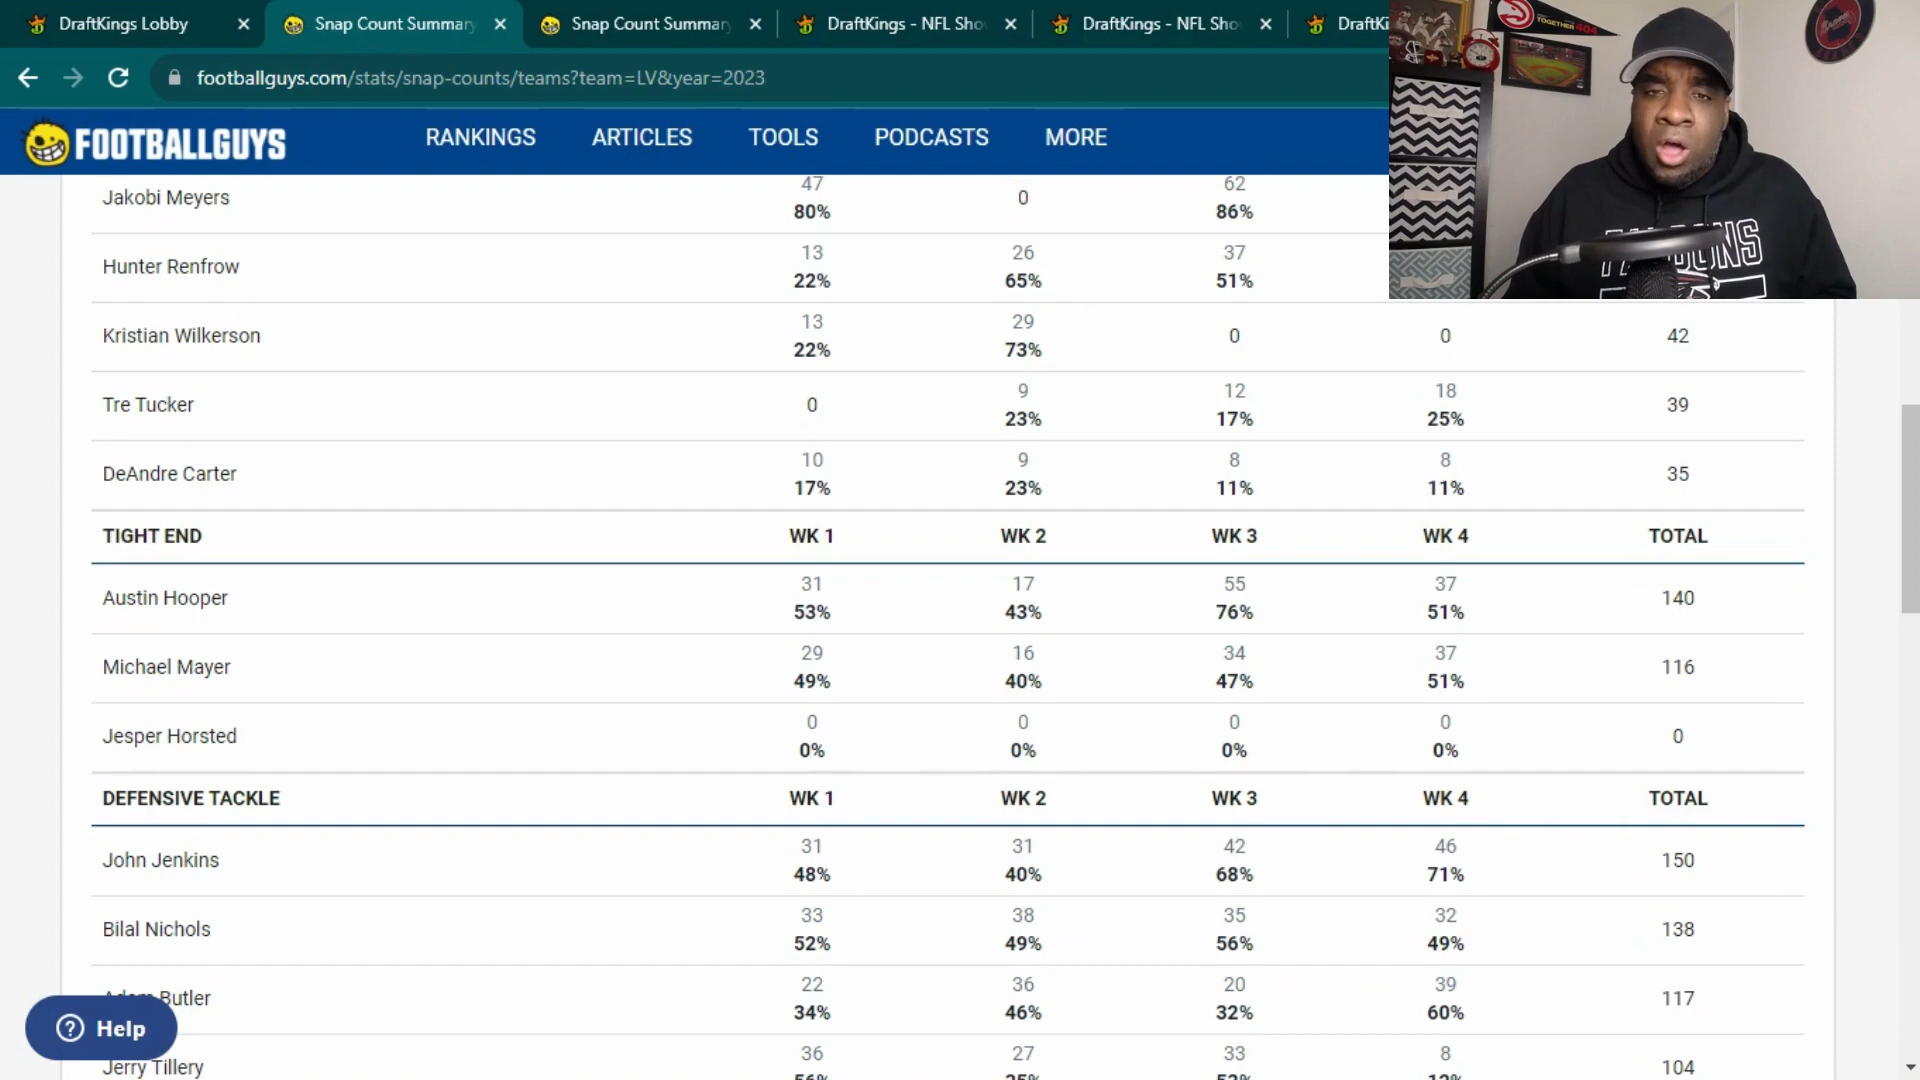 DraftKings Lobby
Snap Count Summar
Snap Count Summar
DraftKings - NFL Sho
DraftKings - NFL Sho
DraftKi
footballguys.com/stats/snap-counts/teams?team=LV&year=2023
FOOTBALLGUYS
RANKINGS
ARTICLES
TOOLS
PODCASTS
MORE
TOGETHER 404
Jakobi Meyers 47 0 62
80% 86%
Hunter Renfrow 13 26 37
22% 65% 51%
Kristian Wilkerson 13 29 0 0 42
22% 73%
Tre Tucker 0 9 12 18 39
23% 17% 25%
DeAndre Carter 10 9 8 8 35
17% 23% 11% 11%
TIGHT END WK 1 WK 2 WK 3 WK 4 TOTAL
Austin Hooper 31 17 55 37 140
53% 43% 76% 51%
Michael Mayer 29 16 34 37 116
49% 40% 47% 51%
Jesper Horsted 0 0 0 0 0
0% 0% 0% 0%
DEFENSIVE TACKLE WK 1 WK 2 WK 3 WK 4 TOTAL
John Jenkins 31 31 42 46 150
48% 40% 68% 71%
Bilal Nichols 33 38 35 32 138
52% 49% 56% 49%
Butler 22 36 20 39 117
34% 46% 32% 60%
Jerry Tillery 36 27 33 8 104
Help